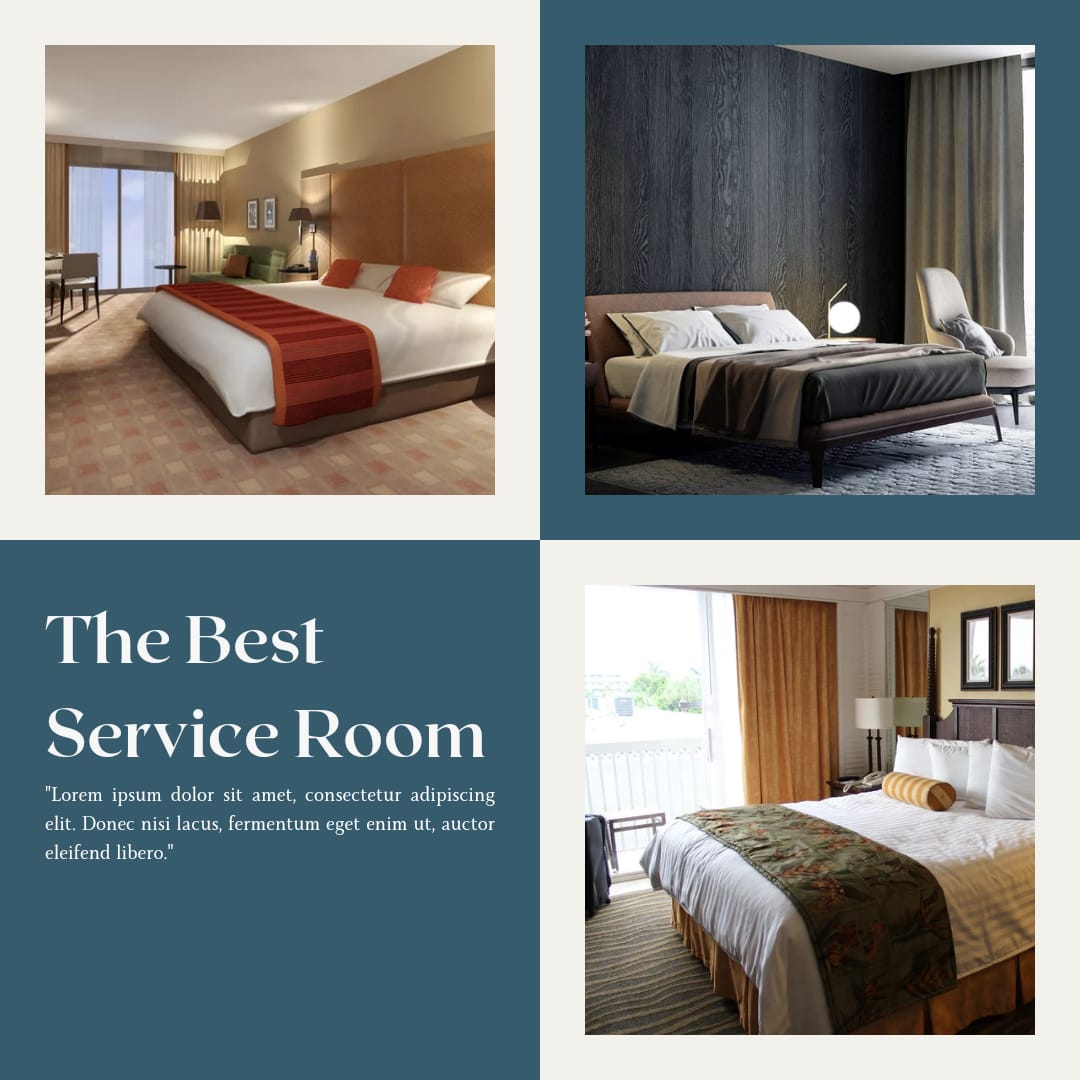 The Best
Service Room
"Lorem ipsum dolor sit amet, consectetur adipiscing
elit. Donec nisi lacus, fermentum eget enim ut, auctor
eleifend libero."